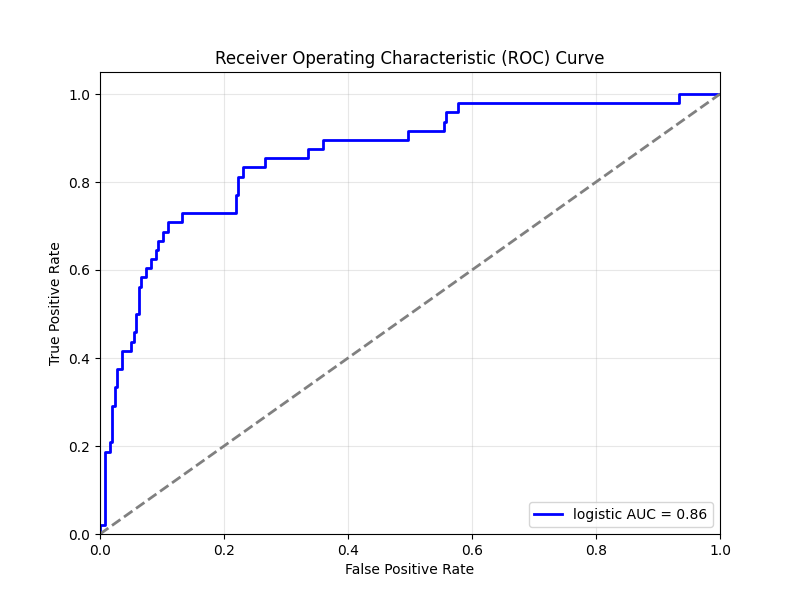 Receiver Operating Characteristic (ROC) Curve
True Positive Rate
1.0
0.8
0.6
0.4
0.2
0.0
0.0 0.2 0.4 0.6 0.8 1.0
False Positive Rate
logistic AUC = 0.86